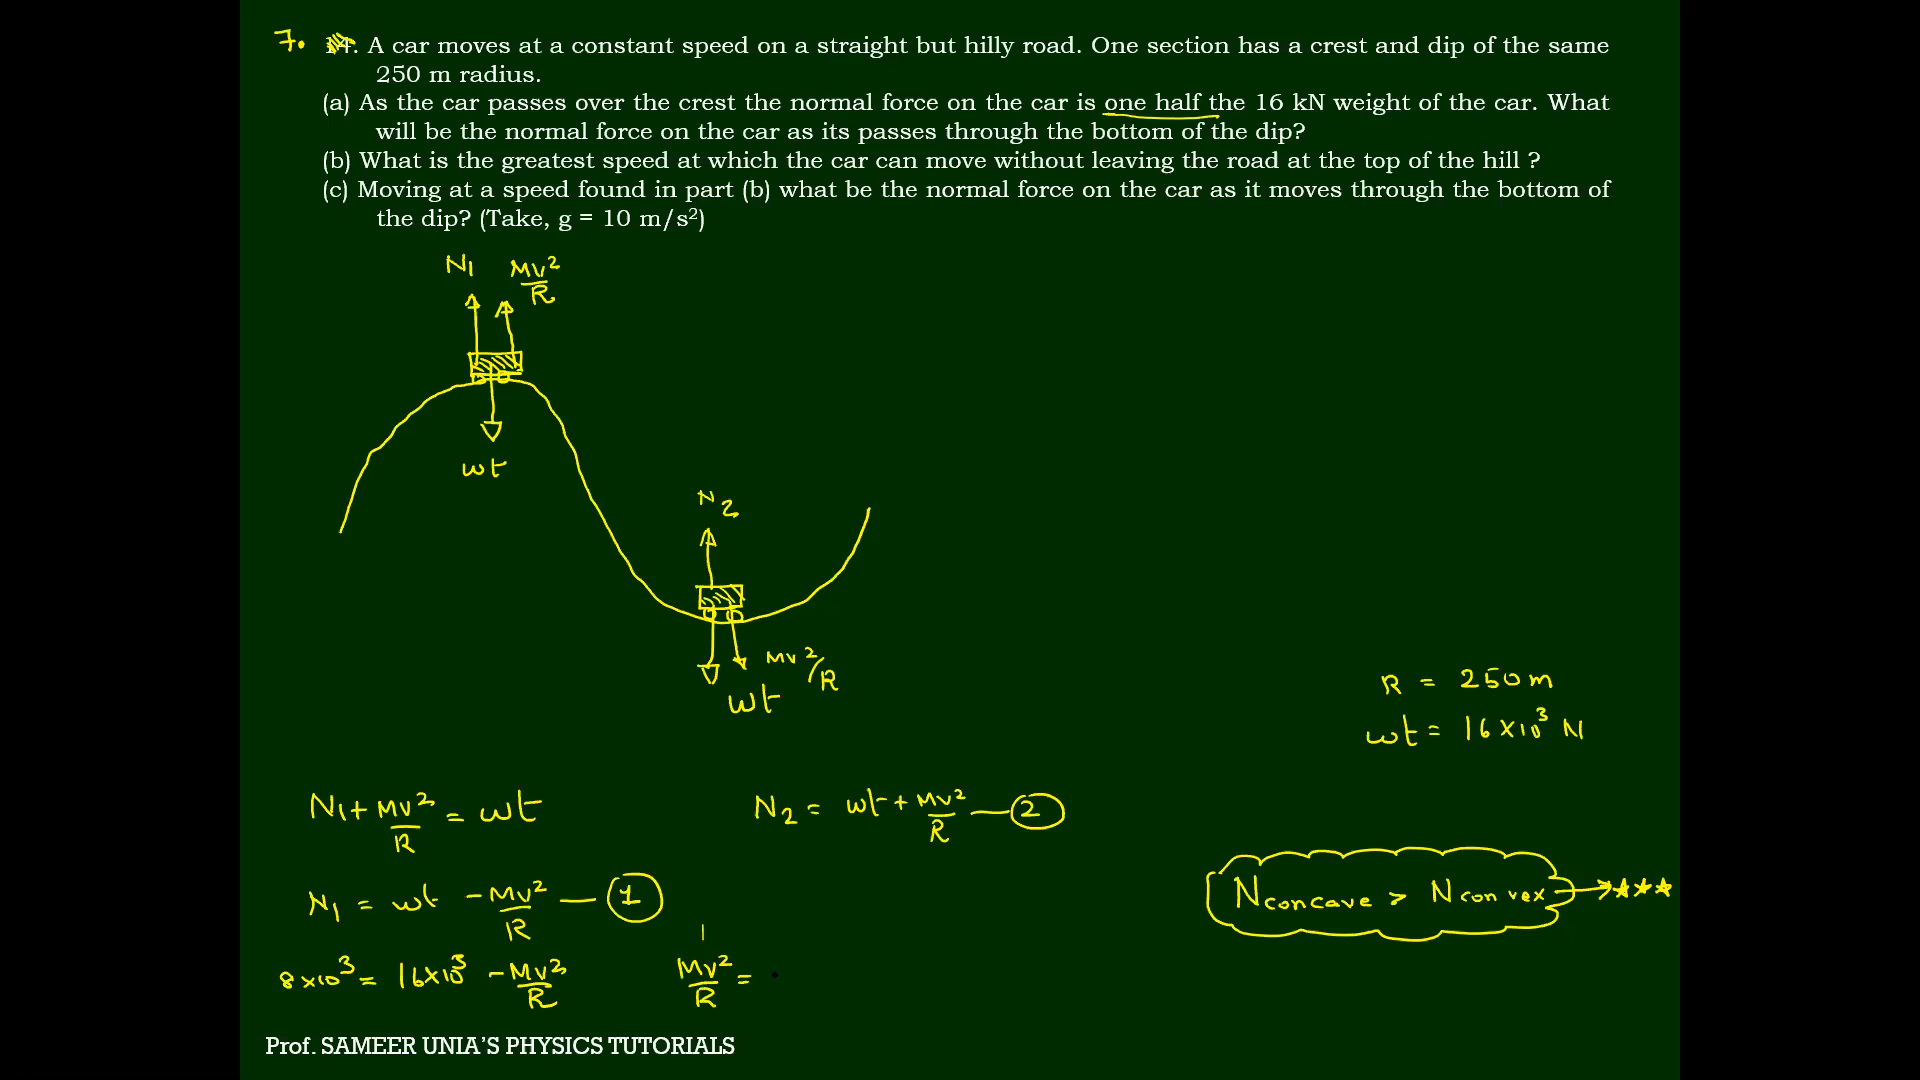 7. 14. A car moves at a constant speed on a straight but hilly road. One section has a crest and dip of the same
250 m radius.
(a) As the car passes over the crest the normal force on the car is one half the 16 kN weight of the car. What
will be the normal force on the car as its passes through the bottom of the dip?
(b) What is the greatest speed at which the car can move without leaving the road at the top of the hill ?
(c) Moving at a speed found in part (b) what be the normal force on the car as it moves through the bottom of
the dip? (Take, g = 10 m/s²)
N₁ Mv²/R
wt
N₂
Mv²/R
wt
R = 250 m
wt = 16×10³ N
N₁ + Mv²/R = wt
N₂ = wt + Mv²/R — 2
N₁ = wt - Mv²/R — 1
Nconcave > Nconvex → ★★★
8×10³ = 16×10³ - Mv²/R
Mv²/R =
Prof. SAMEER UNIA'S PHYSICS TUTORIALS